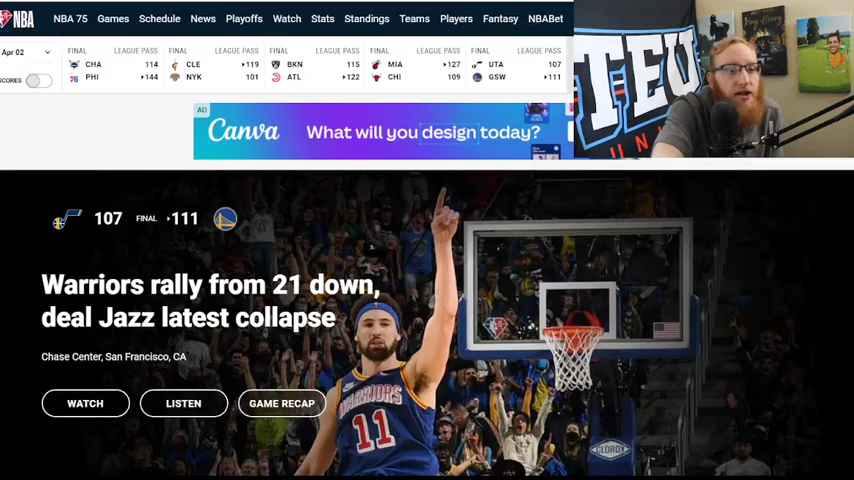 NBA
NBA 75 Games Schedule News Playoffs Watch Stats Standings Teams Players Fantasy NBABet
Apr 02
SCORES
FINAL LEAGUE PASS
CHA 114
PHI 144
FINAL LEAGUE PASS
CLE 119
NYK 101
FINAL LEAGUE PASS
BKN 115
ATL 122
FINAL LEAGUE PASS
MIA 127
CHI 109
FINAL LEAGUE PASS
UTA 107
GSW 111
TEU
UNI
AD
Canva What will you design today?
107 FINAL 111
Warriors rally from 21 down,
deal Jazz latest collapse
Chase Center, San Francisco, CA
WATCH LISTEN GAME RECAP
WARRIORS
11
CLOROX